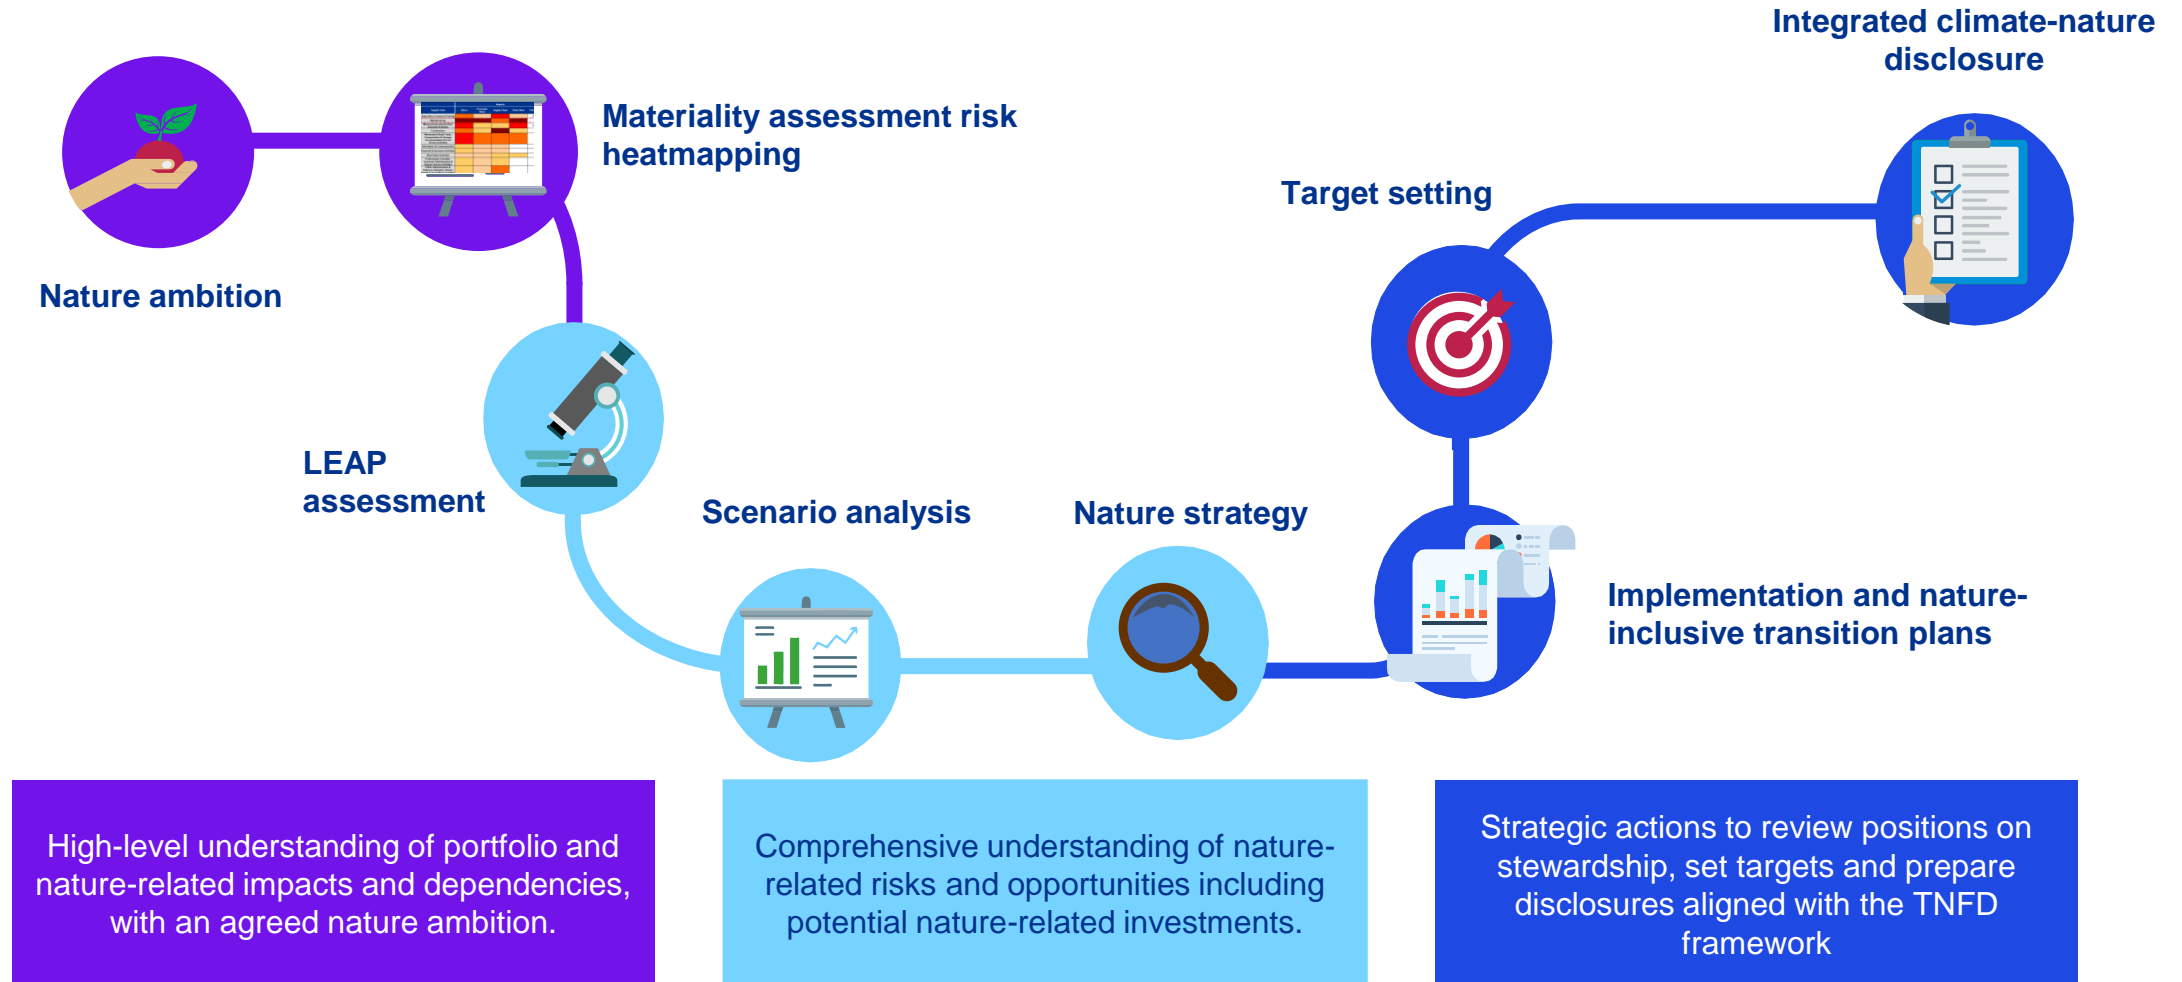 Integrated climate-nature
disclosure
Materiality assessment risk
heatmapping
Target setting
Nature ambition
LEAP
assessment
Scenario analysis
Nature strategy
Implementation and nature-
inclusive transition plans
High-level understanding of portfolio and
nature-related impacts and dependencies,
with an agreed nature ambition.
Comprehensive understanding of nature-
related risks and opportunities including
potential nature-related investments.
Strategic actions to review positions on
stewardship, set targets and prepare
disclosures aligned with the TNFD
framework